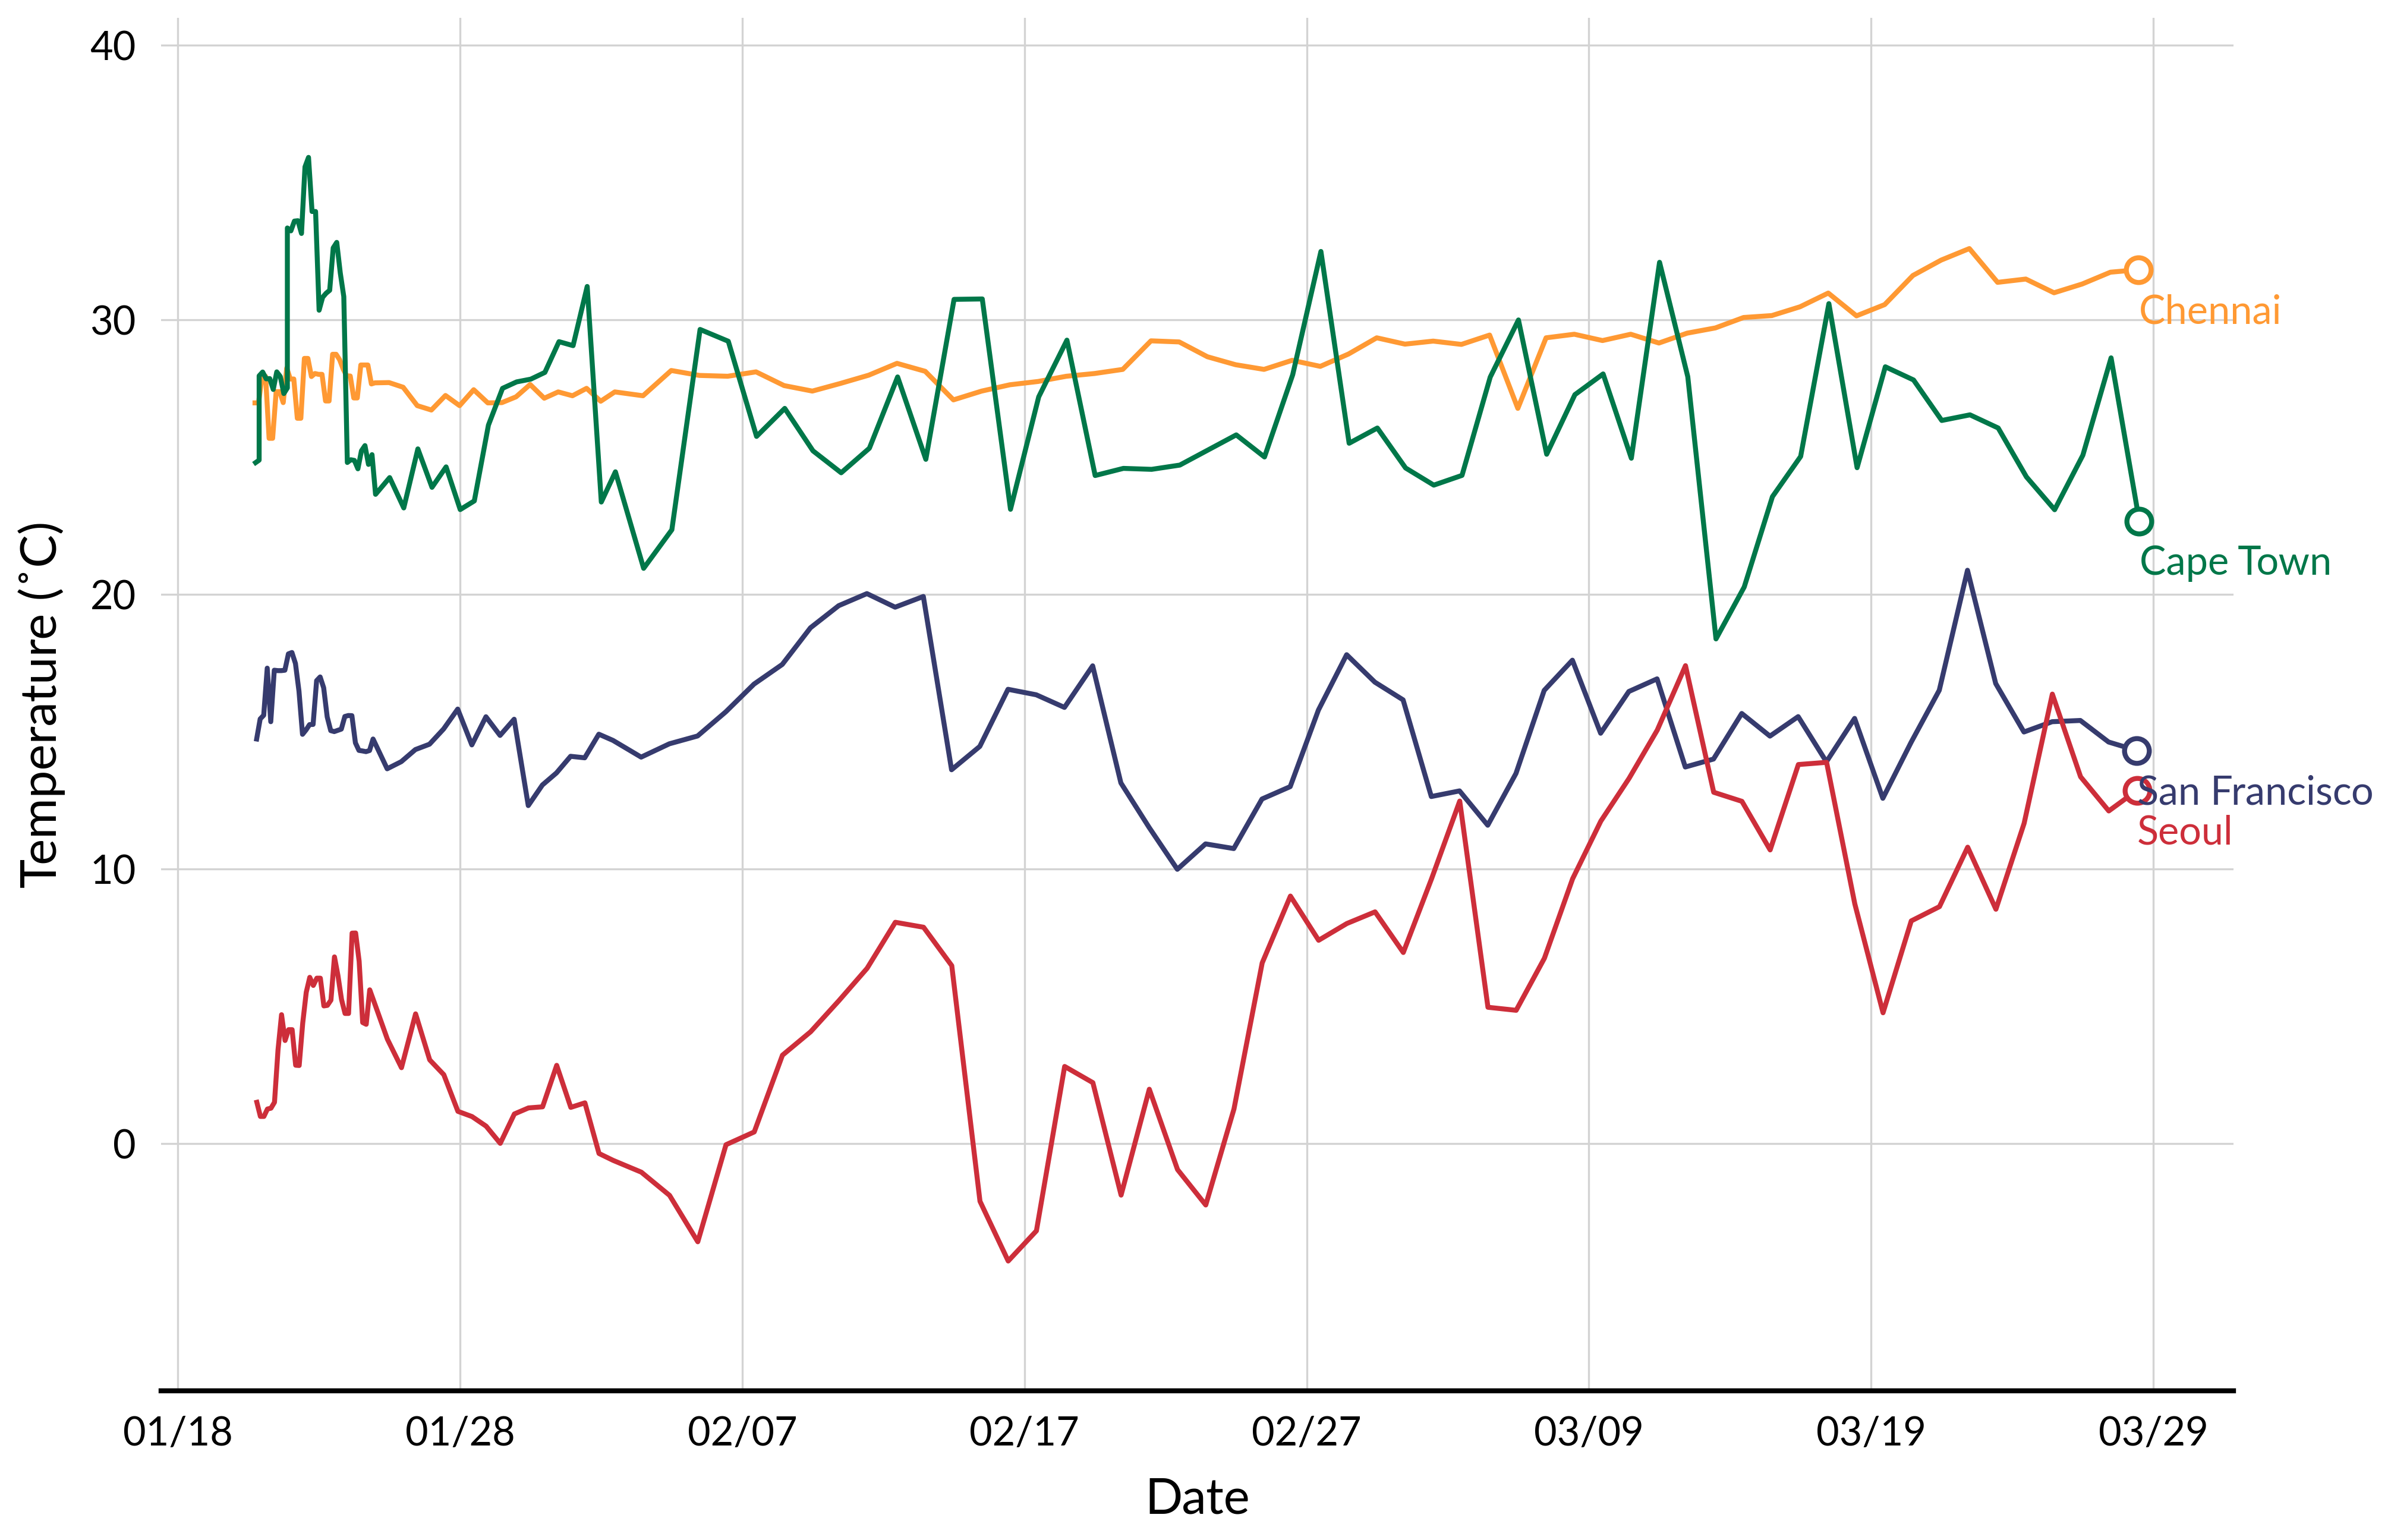 40
30
20
10
0
Temperature (˚C)
Chennai
Cape Town
San Francisco
Seoul
01/18 01/28 02/07 02/17 02/27 03/09 03/19 03/29
Date